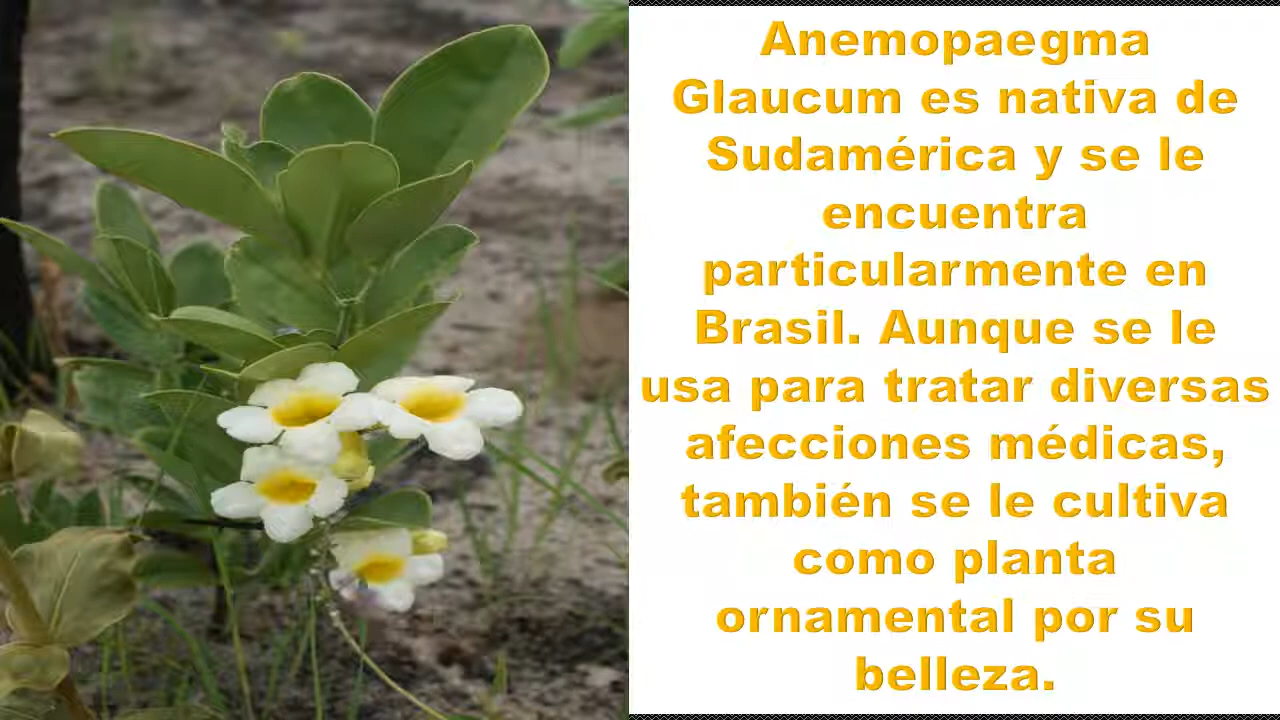 Anemopaegma
Glaucum es nativa de
Sudamérica y se le
encuentra
particularmente en
Brasil. Aunque se le
usa para tratar diversas
afecciones médicas,
también se le cultiva
como planta
ornamental por su
belleza.